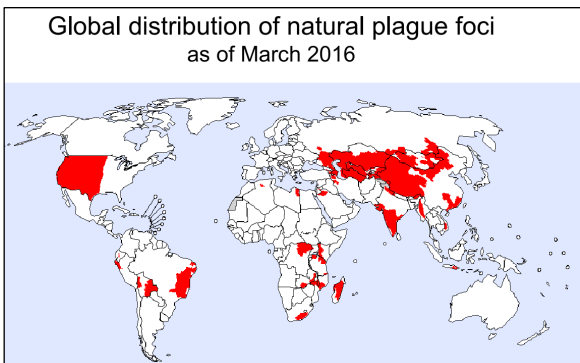 Global distribution of natural plague foci
as of March 2016